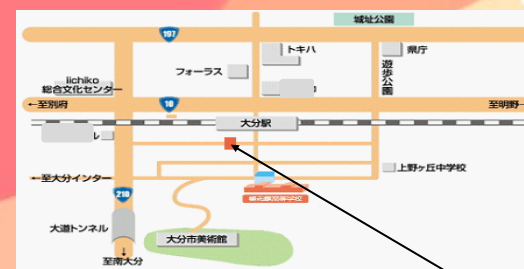 城址公園
197
トキハ
県庁
フォーラス
遊歩公園
iichiko
総合文化センター
←至別府
10
至明野→
大分駅
ル
←至大分インター
上野ヶ丘中学校
210
大道トンネル
大分市美術館
↓
至南大分